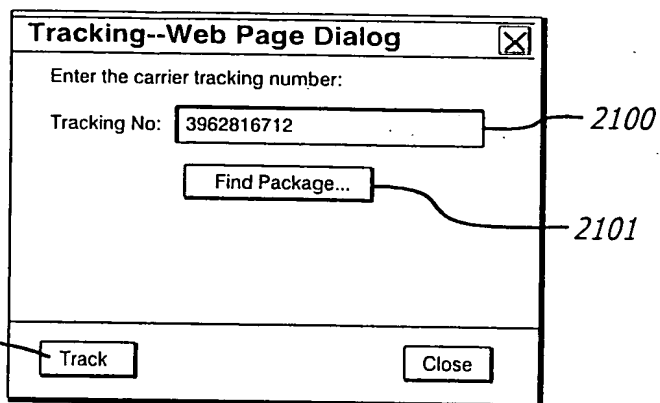 Tracking--Web Page Dialog
Enter the carrier tracking number:
Tracking No: 3962816712
2100
Find Package...
2101
Track
Close